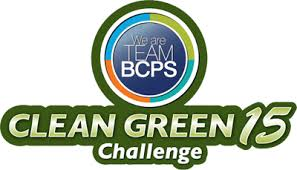 We are
TEAM
BCPS
CLEAN GREEN 15
Challenge